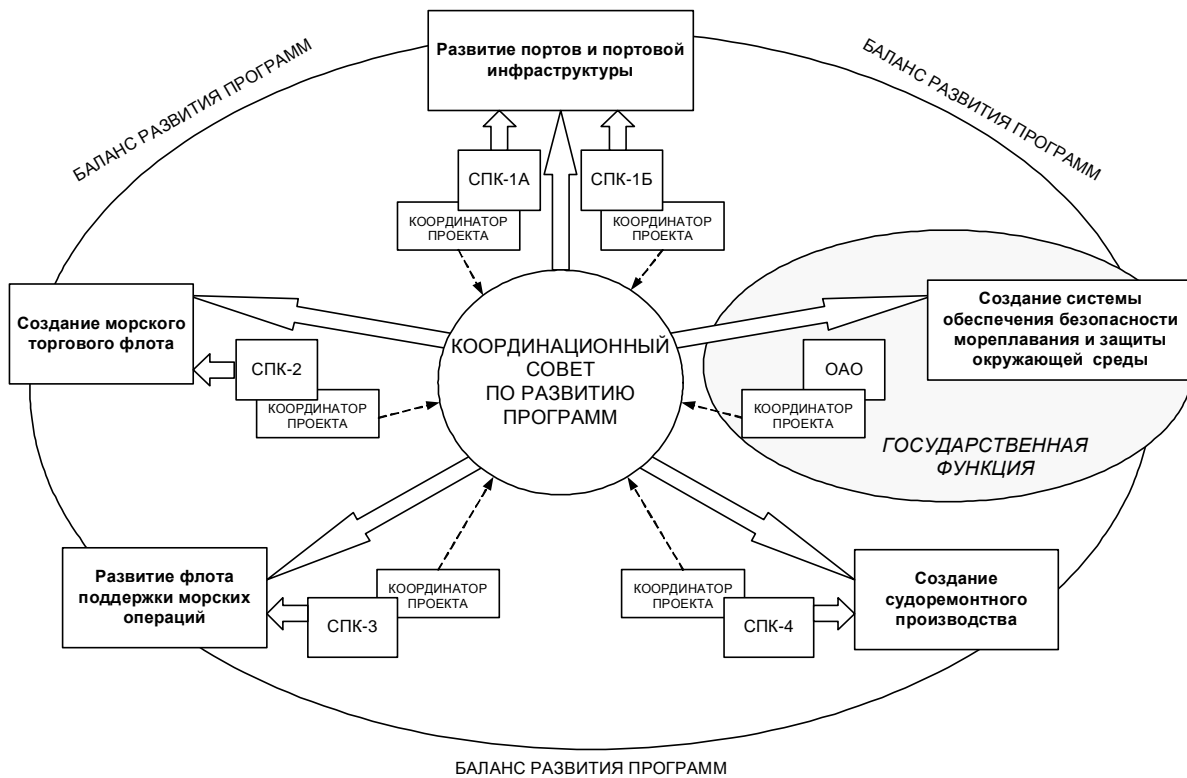 Развитие портов и портовой
инфраструктуры
БАЛАНС РАЗВИТИЯ ПРОГРАММ
БАЛАНС РАЗВИТИЯ ПРОГРАММ
СПК-1А
СПК-1Б
КООРДИНАТОР
ПРОЕКТА
КООРДИНАТОР
ПРОЕКТА
Создание морского
торгового флота
СПК-2
КООРДИНАТОР
ПРОЕКТА
КООРДИНАЦИОННЫЙ
СОВЕТ
ПО РАЗВИТИЮ
ПРОГРАММ
Создание системы
обеспечения безопасности
мореплавания и защиты
окружающей среды
ОАО
КООРДИНАТОР
ПРОЕКТА
ГОСУДАРСТВЕННАЯ
ФУНКЦИЯ
Развитие флота
поддержки морских
операций
КООРДИНАТОР
ПРОЕКТА
СПК-3
КООРДИНАТОР
ПРОЕКТА
СПК-4
Создание
судоремонтного
производства
БАЛАНС РАЗВИТИЯ ПРОГРАММ